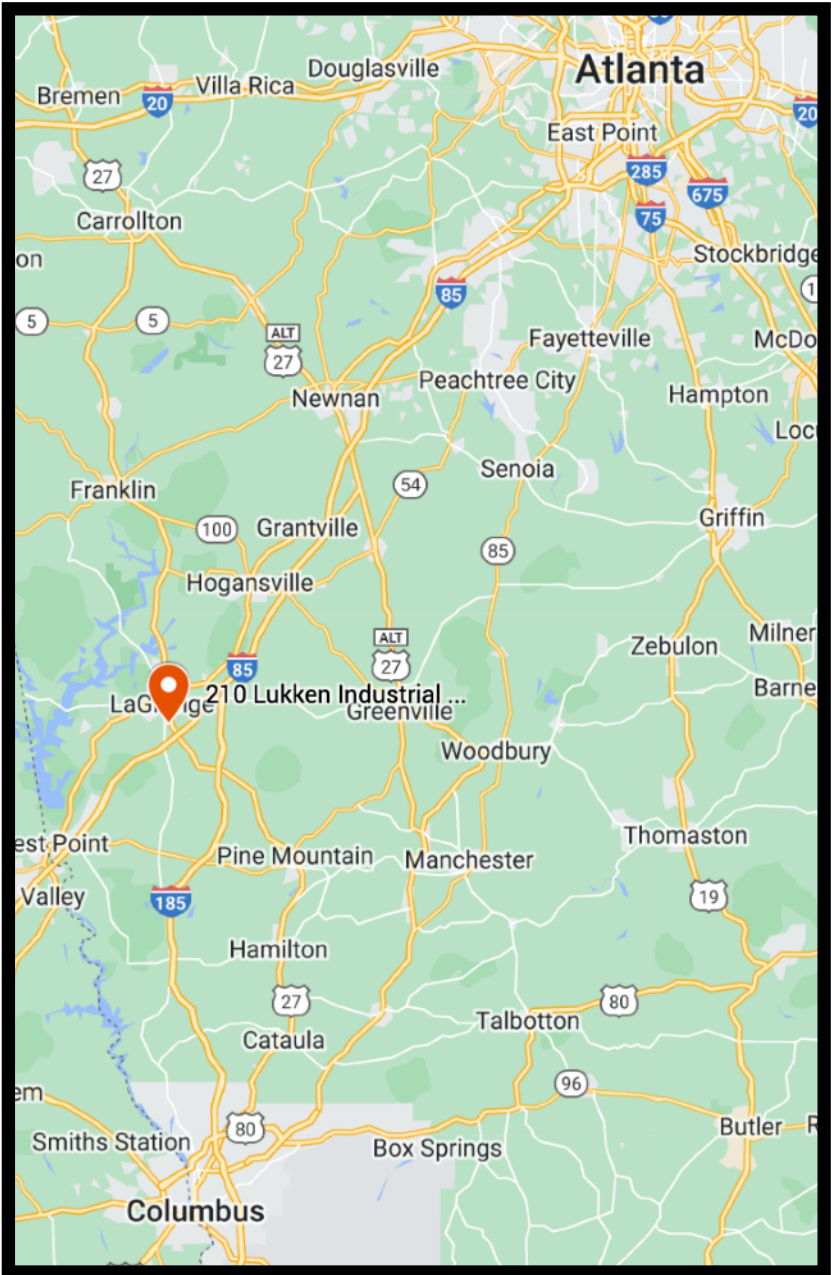 Atlanta
Douglasville
Villa Rica
Bremen
20
20
East Point
27
285
675
75
Carrollton
Stockbridge
on
85
5
5
ALT
27
Fayetteville
McDo
Peachtree City
Newnan
Hampton
Locu
Senoia
54
Franklin
Griffin
100
Grantville
85
Hogansville
ALT
27
Milner
Zebulon
85
Barne
210 Lukken Industrial ...
Greenville
Woodbury
Thomaston
est Point
Pine Mountain
Manchester
Valley
185
19
Hamilton
27
80
Talbotton
Cataula
96
em
80
Butler
Smiths Station
Box Springs
Columbus